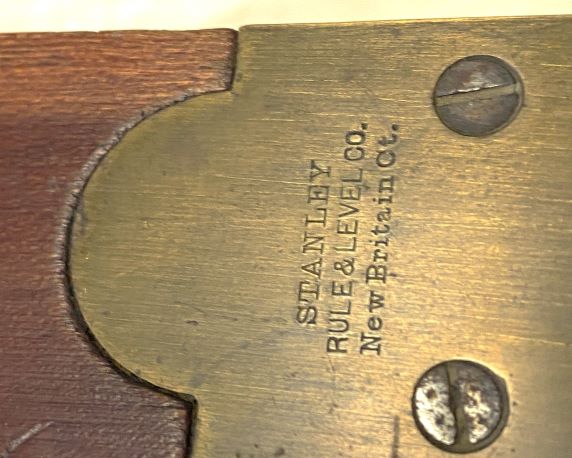 STANLEY
RULE & LEVEL CO.
New Britain Ct.